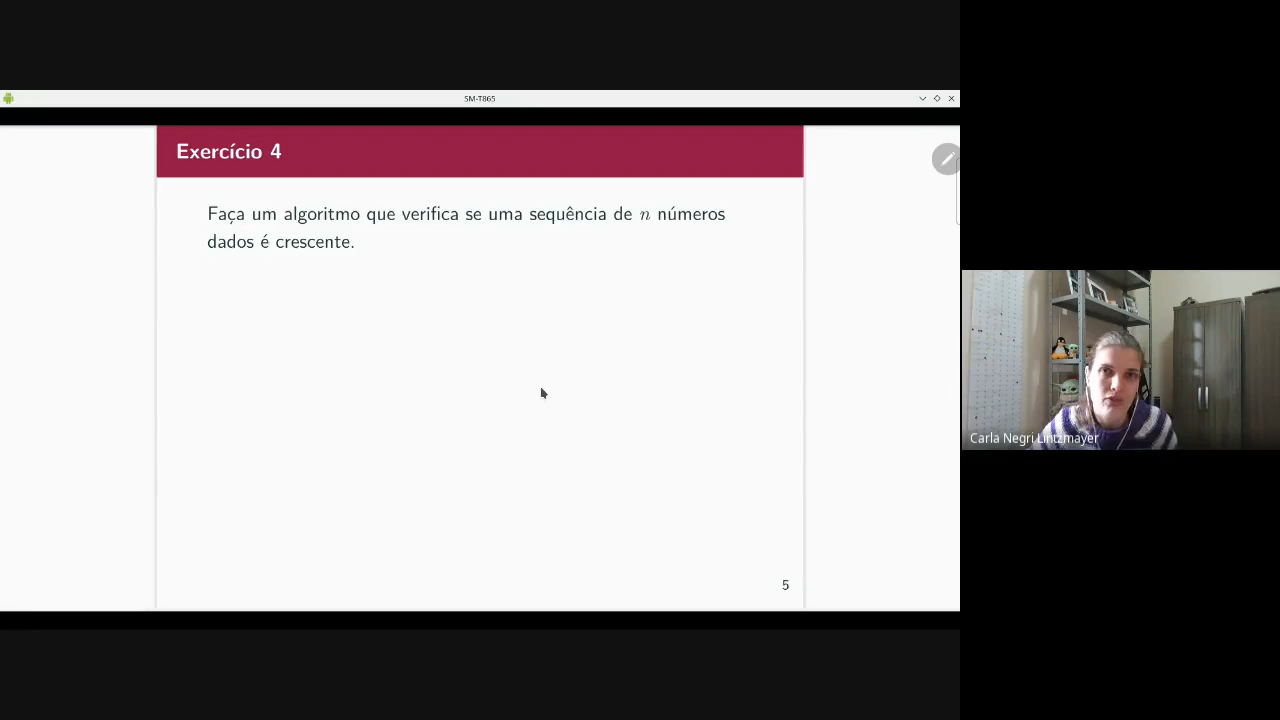 SM-T865
Exercício 4
Faça um algoritmo que verifica se uma sequência de n números
dados é crescente.
5
Carla Negri Lintzmayer